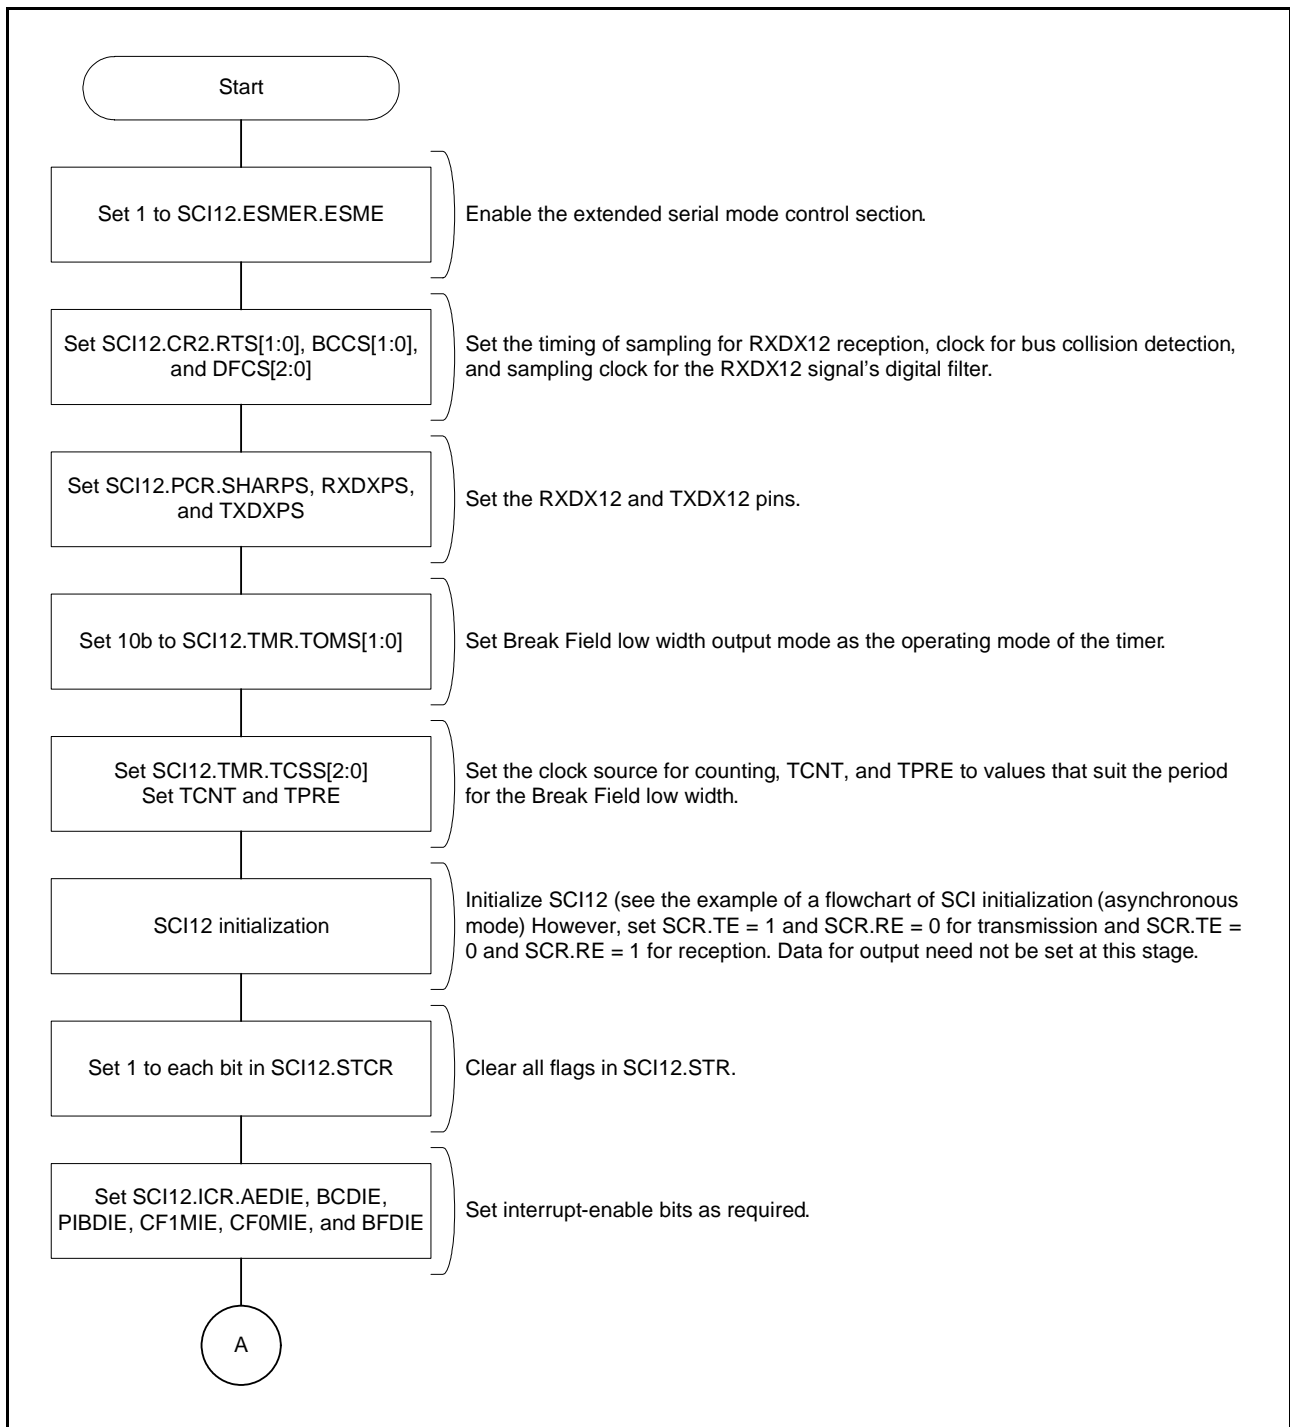 Start
Set 1 to SCI12.ESMER.ESME
Enable the extended serial mode control section.
Set SCI12.CR2.RTS[1:0], BCCS[1:0],
and DFCS[2:0]
Set the timing of sampling for RXDX12 reception, clock for bus collision detection,
and sampling clock for the RXDX12 signal’s digital filter.
Set SCI12.PCR.SHARPS, RXDXPS,
and TXDXPS
Set the RXDX12 and TXDX12 pins.
Set 10b to SCI12.TMR.TOMS[1:0]
Set Break Field low width output mode as the operating mode of the timer.
Set SCI12.TMR.TCSS[2:0]
Set TCNT and TPRE
Set the clock source for counting, TCNT, and TPRE to values that suit the period
for the Break Field low width.
SCI12 initialization
Initialize SCI12 (see the example of a flowchart of SCI initialization (asynchronous
mode) However, set SCR.TE = 1 and SCR.RE = 0 for transmission and SCR.TE =
0 and SCR.RE = 1 for reception. Data for output need not be set at this stage.
Set 1 to each bit in SCI12.STCR
Clear all flags in SCI12.STR.
Set SCI12.ICR.AEDIE, BCDIE,
PIBDIE, CF1MIE, CF0MIE, and BFDIE
Set interrupt-enable bits as required.
A